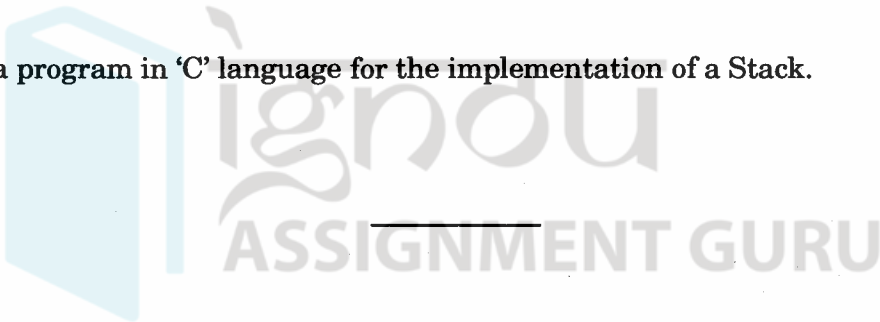 a program in ‘C’ language for the implementation of a Stack.
ignou
ASSIGNMENT GURU